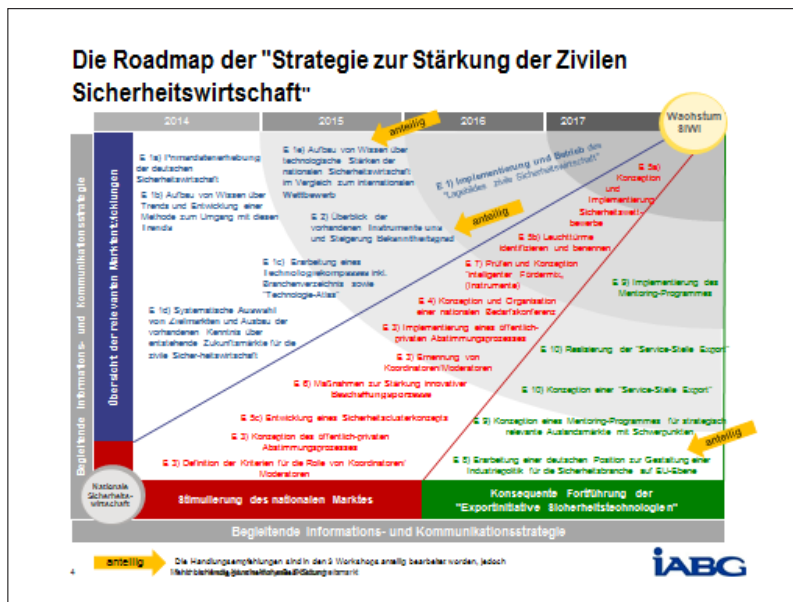 Die Roadmap der "Strategie zur Stärkung der Zivilen
Sicherheitswirtschaft"
2014
2015
2016
2017
anteilig
Wachstum
SIWI
Begleitende Informations- und Kommunikationsstrategie
Übersicht der relevanten Marktentwicklungen
E 1a)
der deutschen
Sicherheitswirtschaft
E 1b) Aufbau von Wissen über
Trends und Entwicklung einer
Methode zum Umgang mit diesen
Trends
E 1e) Aufbau von Wissen über
technologische Stärken der
nationalen Sicherheitswirtschaft
im Vergleich zum internationalen
Wettbewerb
E 2) Überblick der
vorhandenen Instrumente
und Steigerung Bekanntheitsgrad
anteilig
E 1) Implementierung und Betrieb des
"Lagebildes zivile Sicherheitswirtschaft"
E 5a)
Konzeption
und
Implementierung
bewerbe
E 5b) Leuchttürme
identifizieren und benennen
E 1c) Erarbeitung eines
Technologiekompasses inkl.
Branchenverzeichnis sowie
"Technologie-Atlas"
E 7) Prüfen und Konzeption
"intelligenter Fördermix,
(Instrumente)
E 9) Implementierung des
Mentoring-Programmes
E 4) Konzeption und Organisation
einer nationalen Bedarfskonferenz
E 1d) Systematische Auswahl
von Zielmärkten und Ausbau der
vorhandenen Kenntnis über
entstehende Zukunftsmärkte für die
zivile Sicher-heitswirtschaft
E 3) Implementierung eines öffentlich-
privaten Abstimmungsprozesses
E 10) Realisierung der "Service-Stelle Export"
E 3) Ernennung von
Koordinatoren/Moderatoren
E 6) Maßnahmen zur Stärkung innovativer
E 10) Konzeption einer "Service-Stelle Export"
E 5c) Entwicklung eines Sicherheitsclusterkonzepts
E 9) Konzeption eines Mentoring-Programmes für strategisch
relevante Auslandsmärkte mit Schwerpunkten
E 3) Konzeption des öffentlich-privaten
Abstimmungsprozesses
anteilig
E 3) Definition der Kriterien für die Rolle von Koordinatoren/
Moderatoren
E 8) Erarbeitung einer deutschen Position zur Gestaltung einer
Industriepolitik für die Sicherheitsbranche auf EU-Ebene
Nationale
Sicherheits-
wirtschaft
Stimulierung des nationalen Marktes
Konsequente Fortführung der
"Exportinitiative Sicherheitstechnologien"
Begleitende Informations- und Kommunikationsstrategie
anteilig
Die Handlungsempfehlungen sind in den 3 Workshops anteilig bearbeitet worden, jedoch
4
iABG